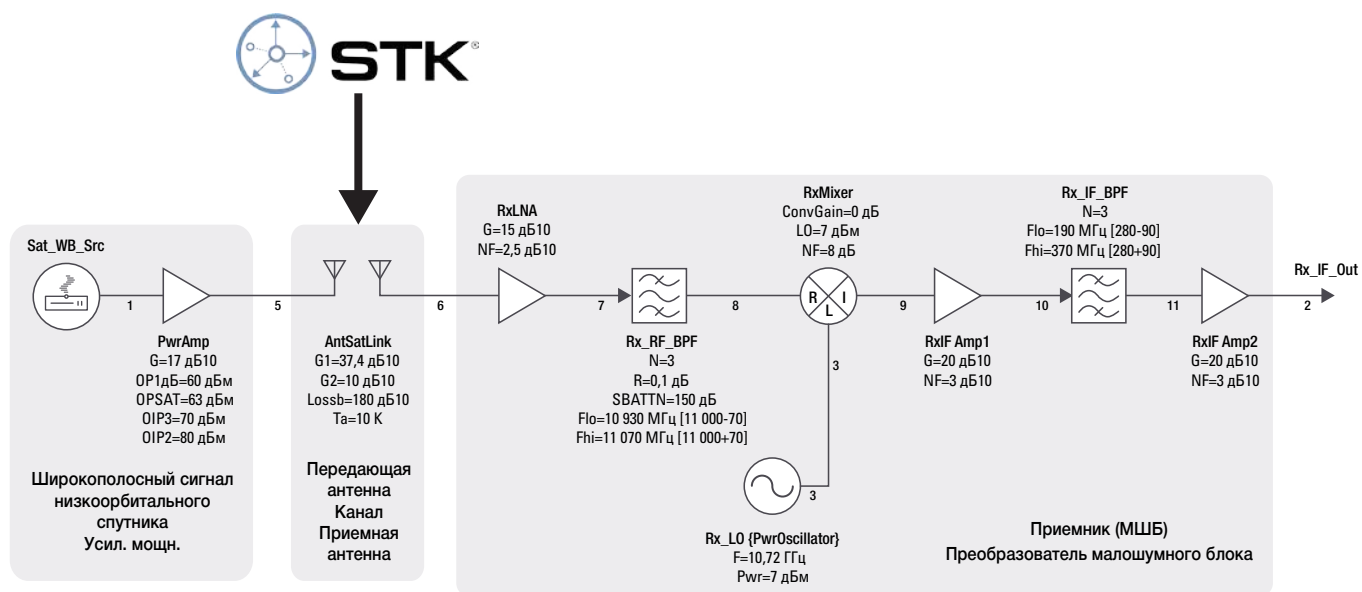 STK®
Sat_WB_Src
1
PwrAmp
G=17 дБ10
OP1дБ=60 дБм
OPSAT=63 дБм
OIP3=70 дБм
OIP2=80 дБм
Широкополосный сигнал
низкоорбитального
спутника
Усил. мощн.
5
AntSatLink
G1=37,4 дБ10
G2=10 дБ10
Lossb=180 дБ10
Ta=10 K
Передающая
антенна
Канал
Приемная
антенна
6
RxLNA
G=15 дБ10
NF=2,5 дБ10
7
Rx_RF_BPF
N=3
R=0,1 дБ
SBATTN=150 дБ
Flo=10 930 МГц [11 000-70]
Fhi=11 070 МГц [11 000+70]
8
RxMixer
ConvGain=0 дБ
LO=7 дБм
NF=8 дБ
R I
L
3
3
Rx_LO {PwrOscillator}
F=10,72 ГГц
Pwr=7 дБм
9
RxIF Amp1
G=20 дБ10
NF=3 дБ10
10
Rx_IF_BPF
N=3
Flo=190 МГц [280-90]
Fhi=370 МГц [280+90]
11
RxIF Amp2
G=20 дБ10
NF=3 дБ10
Rx_IF_Out
2
Приемник (МШБ)
Преобразователь малошумного блока